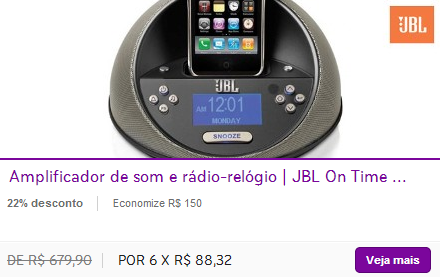 JBL
JBL
AM 12:01
MONDAY
SNOOZE
Amplificador de som e rádio-relógio | JBL On Time ...
22% desconto
Economize R$ 150
DE R$ 679,90
POR 6 X R$ 88,32
Veja mais